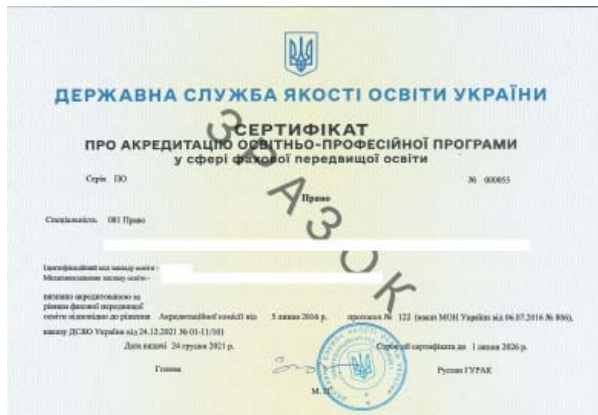 ДЕРЖАВНА СЛУЖБА ЯКОСТІ ОСВІТИ УКРАЇНИ
СЕРТИФІКАТ
ПРО АКРЕДИТАЦІЮ ОСВІТНЬО-ПРОФЕСІЙНОЇ ПРОГРАМИ
у сфері фахової передвищої освіти
Серія ПО № 000055
Право
Спеціальність 081 Право
ЗРАЗОК
Ідентифікаційний код закладу освіти -
Місцезнаходження закладу освіти -
визнано акредитованою за
рівнем фахової передвищої
освіти відповідно до рішення Акредитаційної комісії від 5 липня 2016 р. протокол № 122 (наказ МОН України від 06.07.2016 № 806),
наказу ДСЯО України від 24.12.2021 № 01-11/101
Дата видачі 24 грудня 2021 р. Строк дії сертифіката до 1 липня 2026 р.
Голова Руслан ГУРАК
М.П.